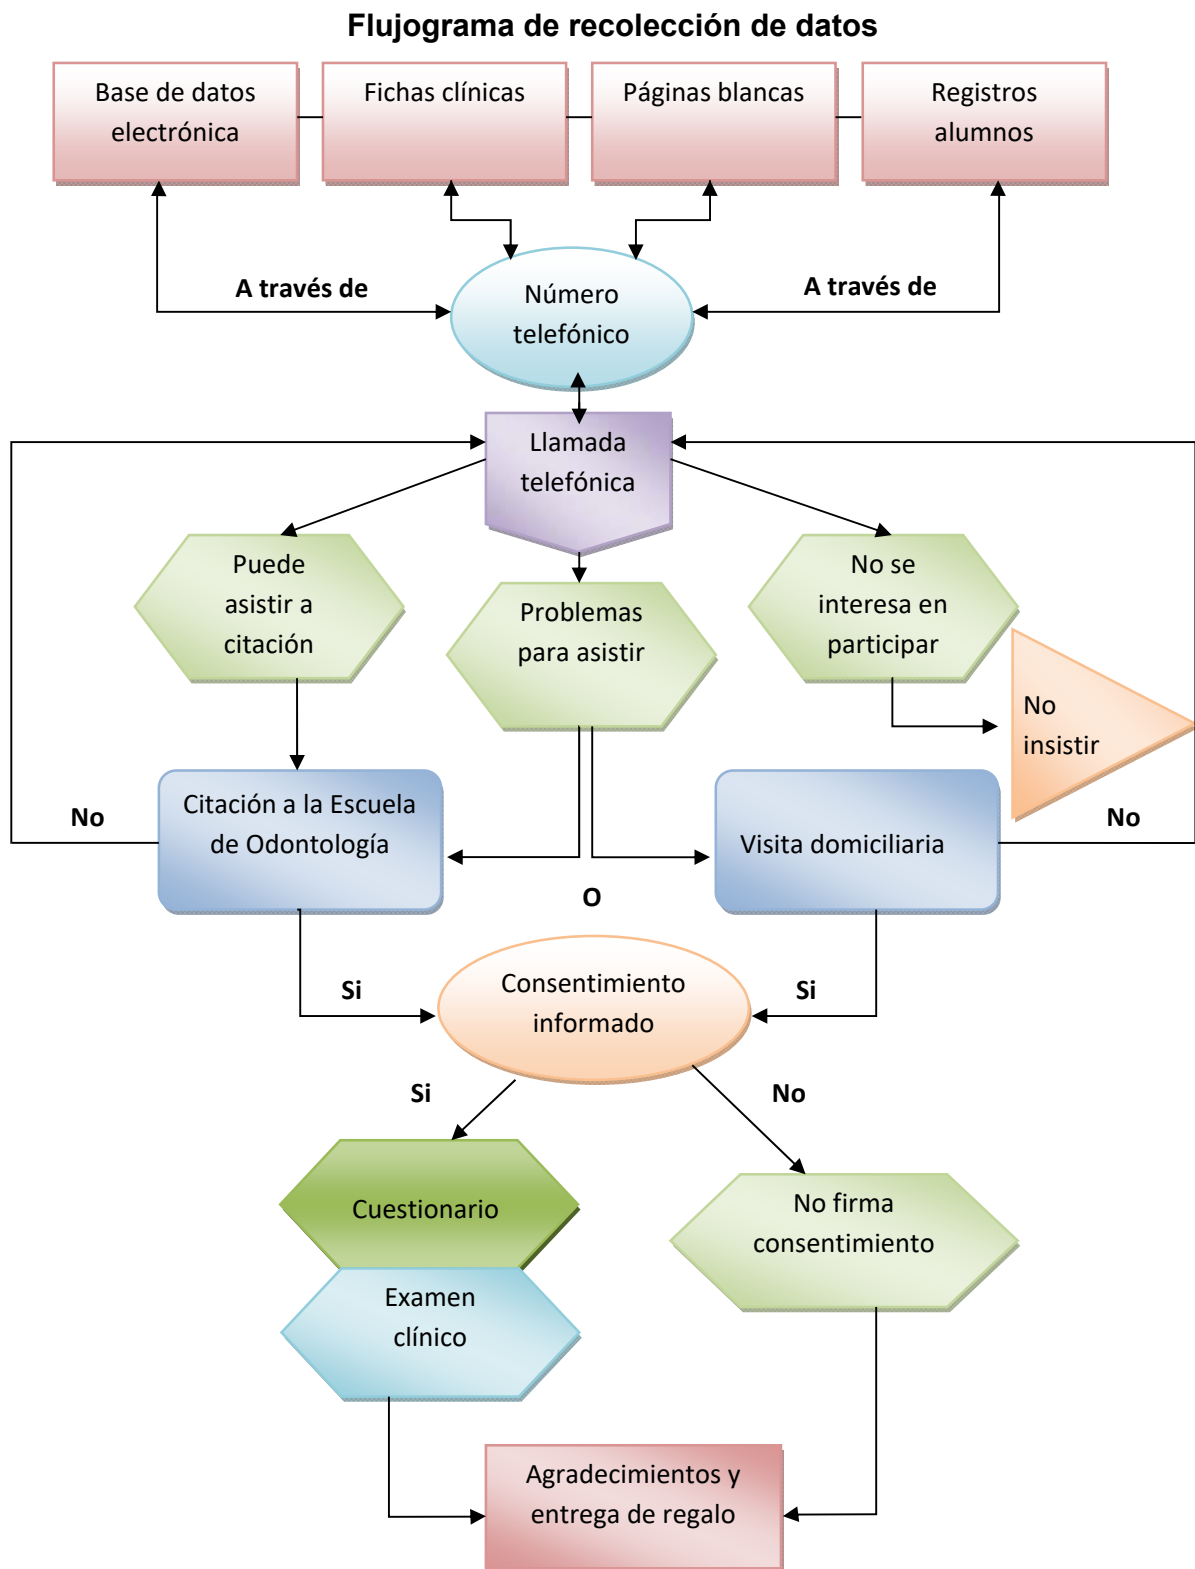 Flujograma de recolección de datos
Base de datos
electrónica
Fichas clínicas
Páginas blancas
Registros
alumnos
A través de
Número
telefónico
A través de
Llamada
telefónica
Puede
asistir a
citación
Problemas
para asistir
No se
interesa en
participar
No
insistir
No
Citación a la Escuela
de Odontología
O
Visita domiciliaria
No
Si
Consentimiento
informado
Si
Si
No
Cuestionario
No firma
consentimiento
Examen
clínico
Agradecimientos y
entrega de regalo